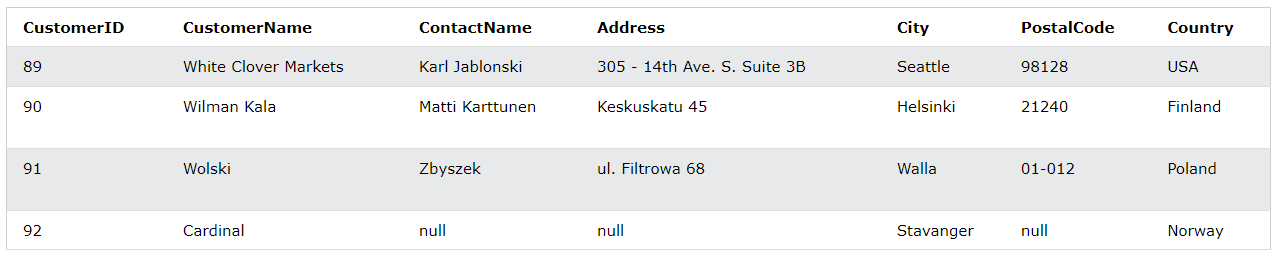 CustomerID CustomerName ContactName Address City PostalCode Country
89 White Clover Markets Karl Jablonski 305 - 14th Ave. S. Suite 3B Seattle 98128 USA
90 Wilman Kala Matti Karttunen Keskuskatu 45 Helsinki 21240 Finland
91 Wolski Zbyszek ul. Filtrowa 68 Walla 01-012 Poland
92 Cardinal null null Stavanger null Norway